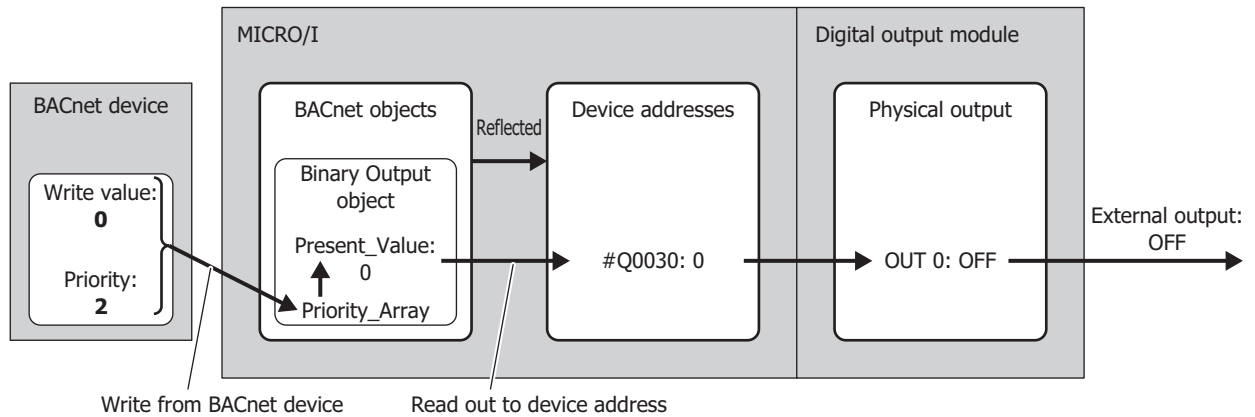 MICRO/I
Digital output module
BACnet device
Write value:
0
Priority:
2
BACnet objects
Binary Output
object
Present_Value:
0
Priority_Array
Reflected
Device addresses
#Q0030: 0
Physical output
OUT 0: OFF
External output:
OFF
Write from BACnet device
Read out to device address